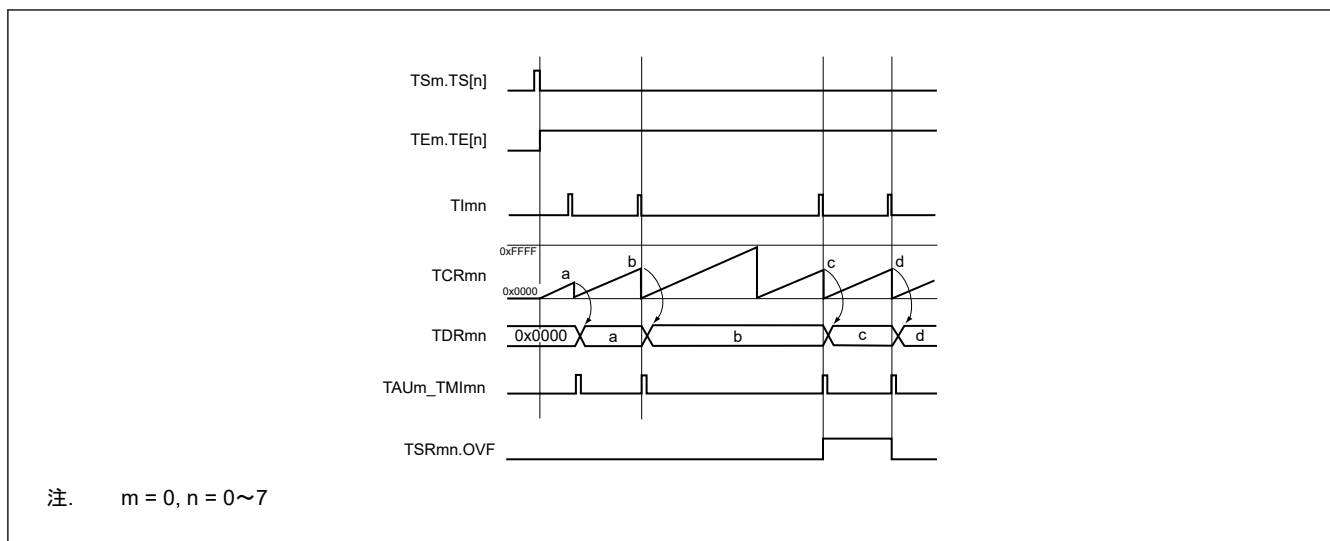 TSm.TS[n]
TEm.TE[n]
TImn
0xFFFF
TCRmn
a
b
c
d
0x0000
TDRmn
0x0000
a
b
c
d
TAUm_TMImn
TSRmn.OVF
注. m = 0, n = 0～7